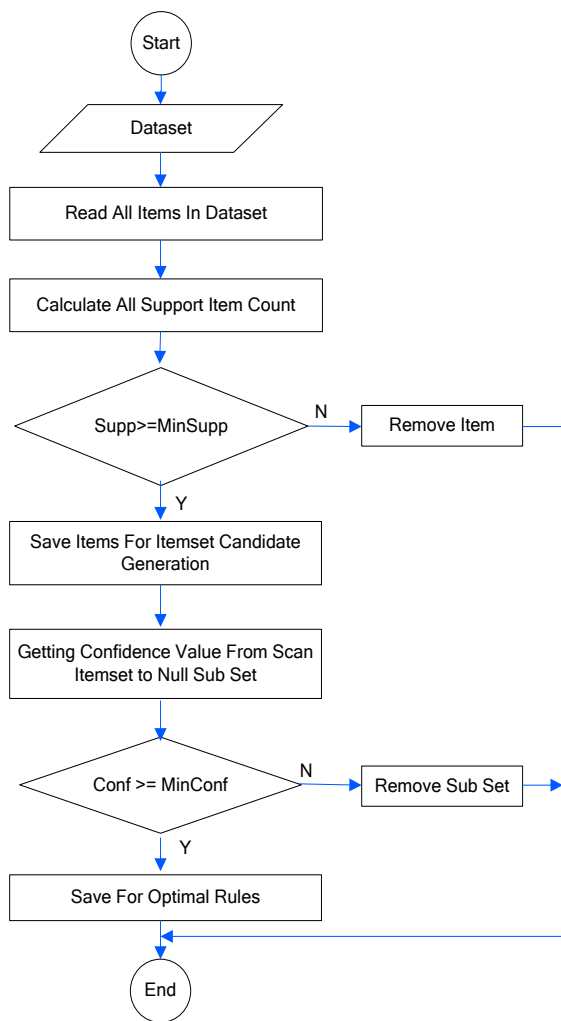 Start
Dataset
Read All Items In Dataset
Calculate All Support Item Count
Supp>=MinSupp
N
Remove Item
Y
Save Items For Itemset Candidate
Generation
Getting Confidence Value From Scan
Itemset to Null Sub Set
Conf >= MinConf
N
Remove Sub Set
Y
Save For Optimal Rules
End